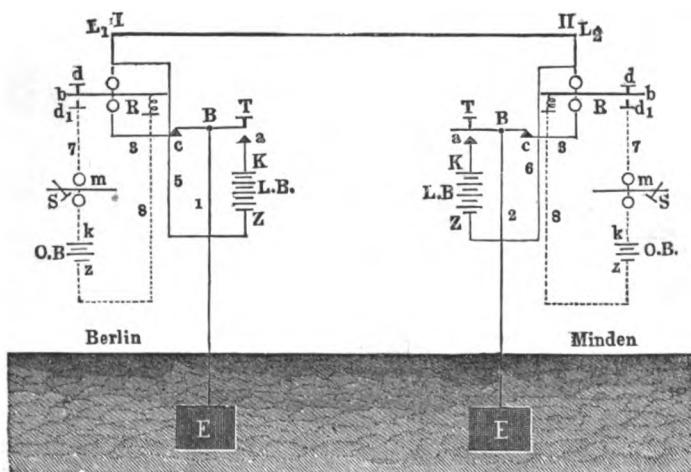 L₁ I
II L₂
d
b
d₁
R
7
3
c
B
T
a
K
L.B.
Z
5
1
8
m
S
k
O.B
z
T
B
a
c
K
L.B
Z
6
3
2
R
d
b
d₁
7
8
m
S
k
O.B.
z
Berlin
Minden
E
E